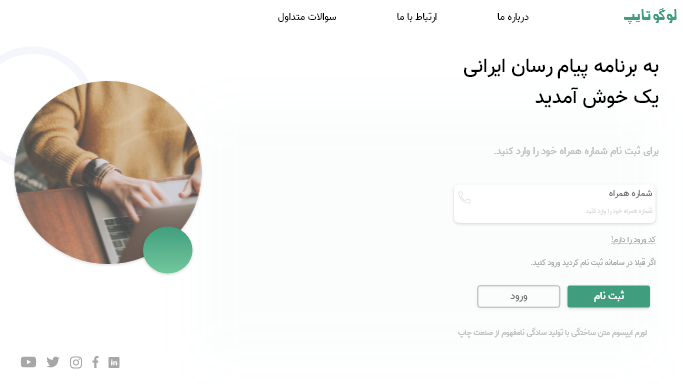 لوگو تایپ
درباره ما
ارتباط با ما
سوالات متداول
به برنامه پیام رسان ایرانی
یک خوش آمدید
برای ثبت نام شماره همراه خود را وارد کنید.
شماره همراه
شماره همراه خود را وارد کنید
کد ورود را دارم!
اگر قبلا در سامانه ثبت نام کردید ورود کنید.
ثبت نام
ورود
لورم ایپسوم متن ساختگی با تولید سادگی نامفهوم از صنعت چاپ